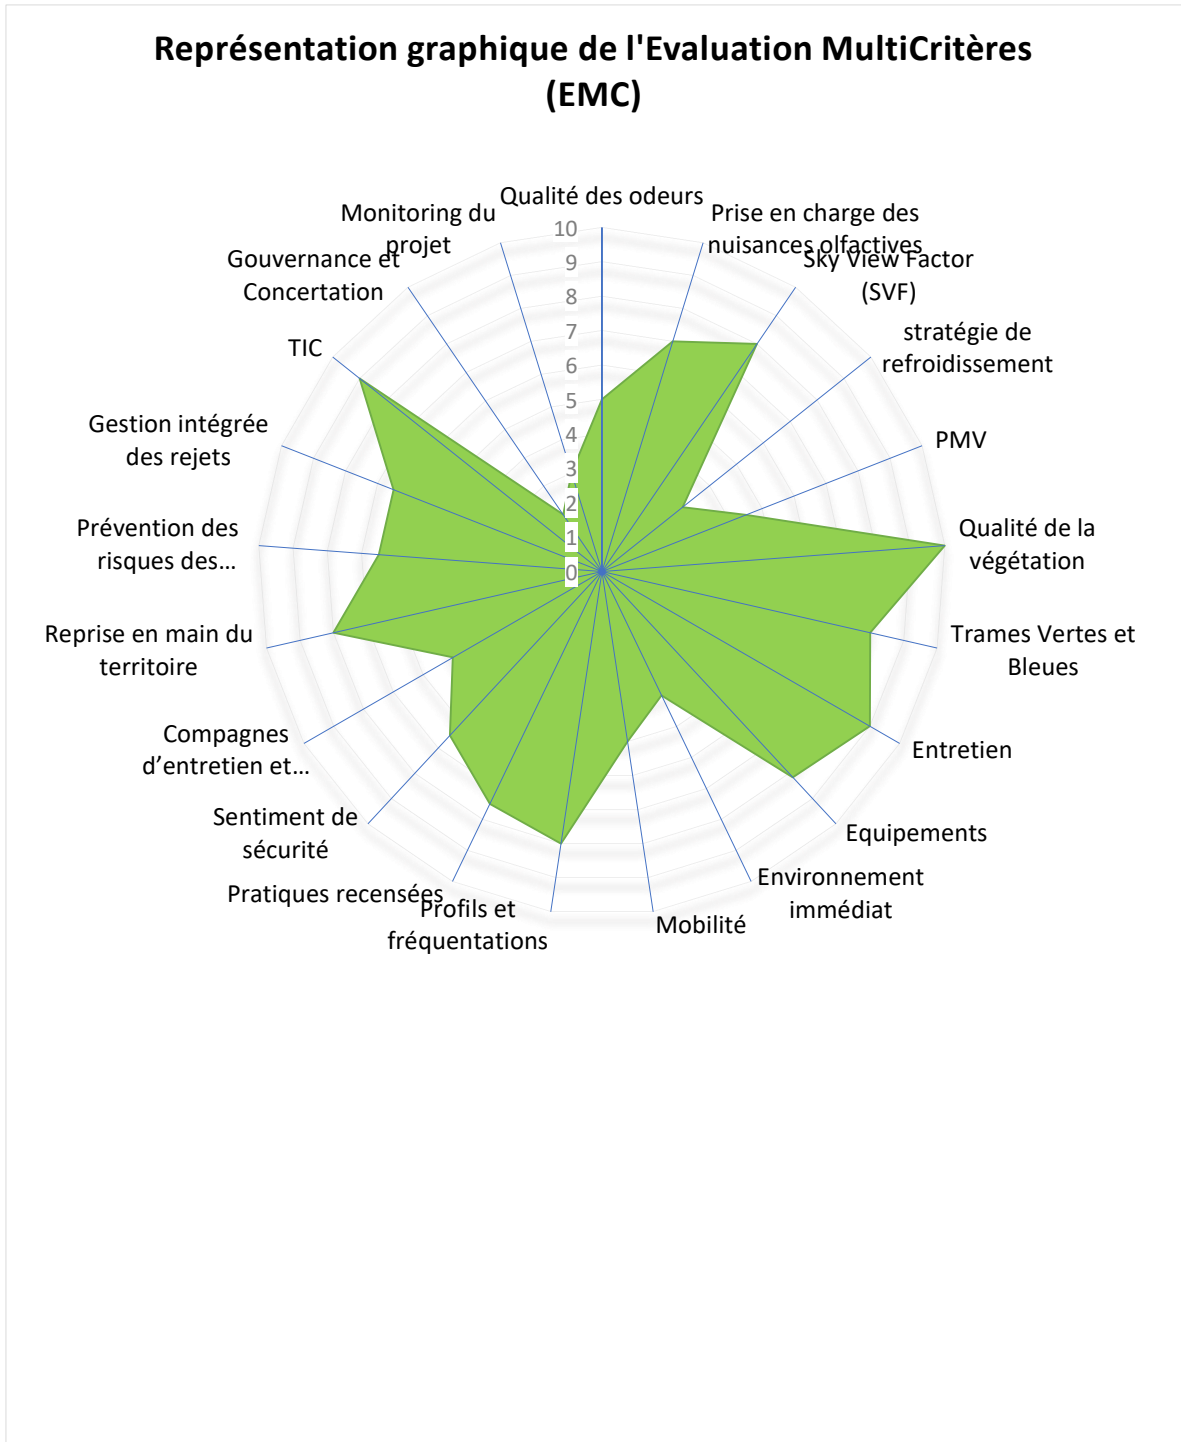 Représentation graphique de l'Evaluation MultiCritères
(EMC)
Qualité des odeurs
Prise en charge des
nuisances olfactives
Sky View Factor
(SVF)
stratégie de
refroidissement
PMV
Qualité de la
végétation
Trames Vertes et
Bleues
Entretien
Equipements
Environnement
immédiat
Mobilité
Profils et
fréquentations
Pratiques recensées
Sentiment de
sécurité
Compagnes
d’entretien et…
Reprise en main du
territoire
Prévention des
risques des…
Gestion intégrée
des rejets
TIC
Gouvernance et
Concertation
Monitoring du
projet
10
9
8
7
6
5
4
3
2
1
0